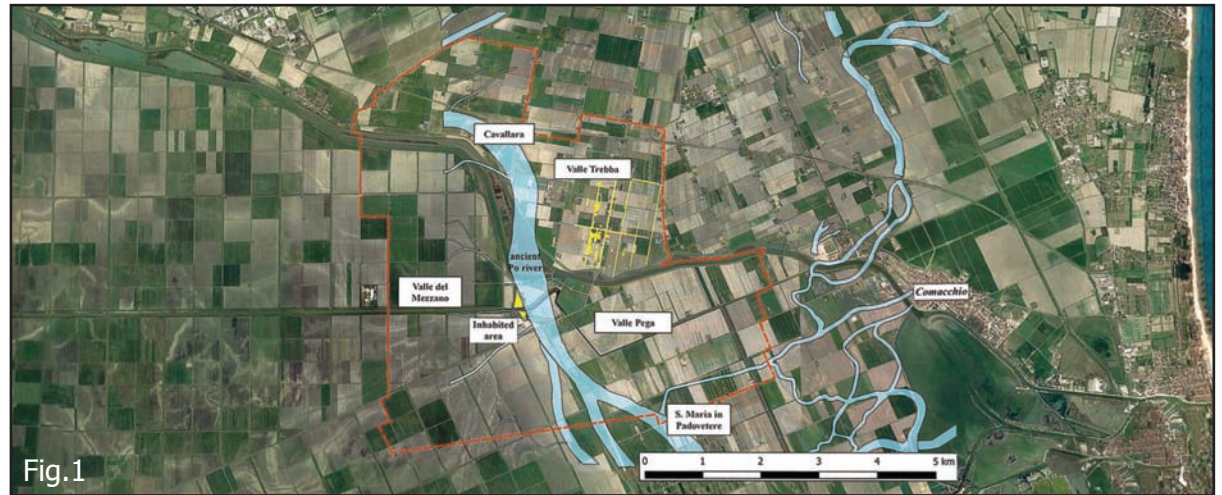 Cavallara
Valle Trebba
ancient
Po river
Valle del
Mezzano
Inhabited
area
Valle Pega
Comacchio
S. Maria in
Padovetere
0 1 2 3 4 5 km
Fig.1